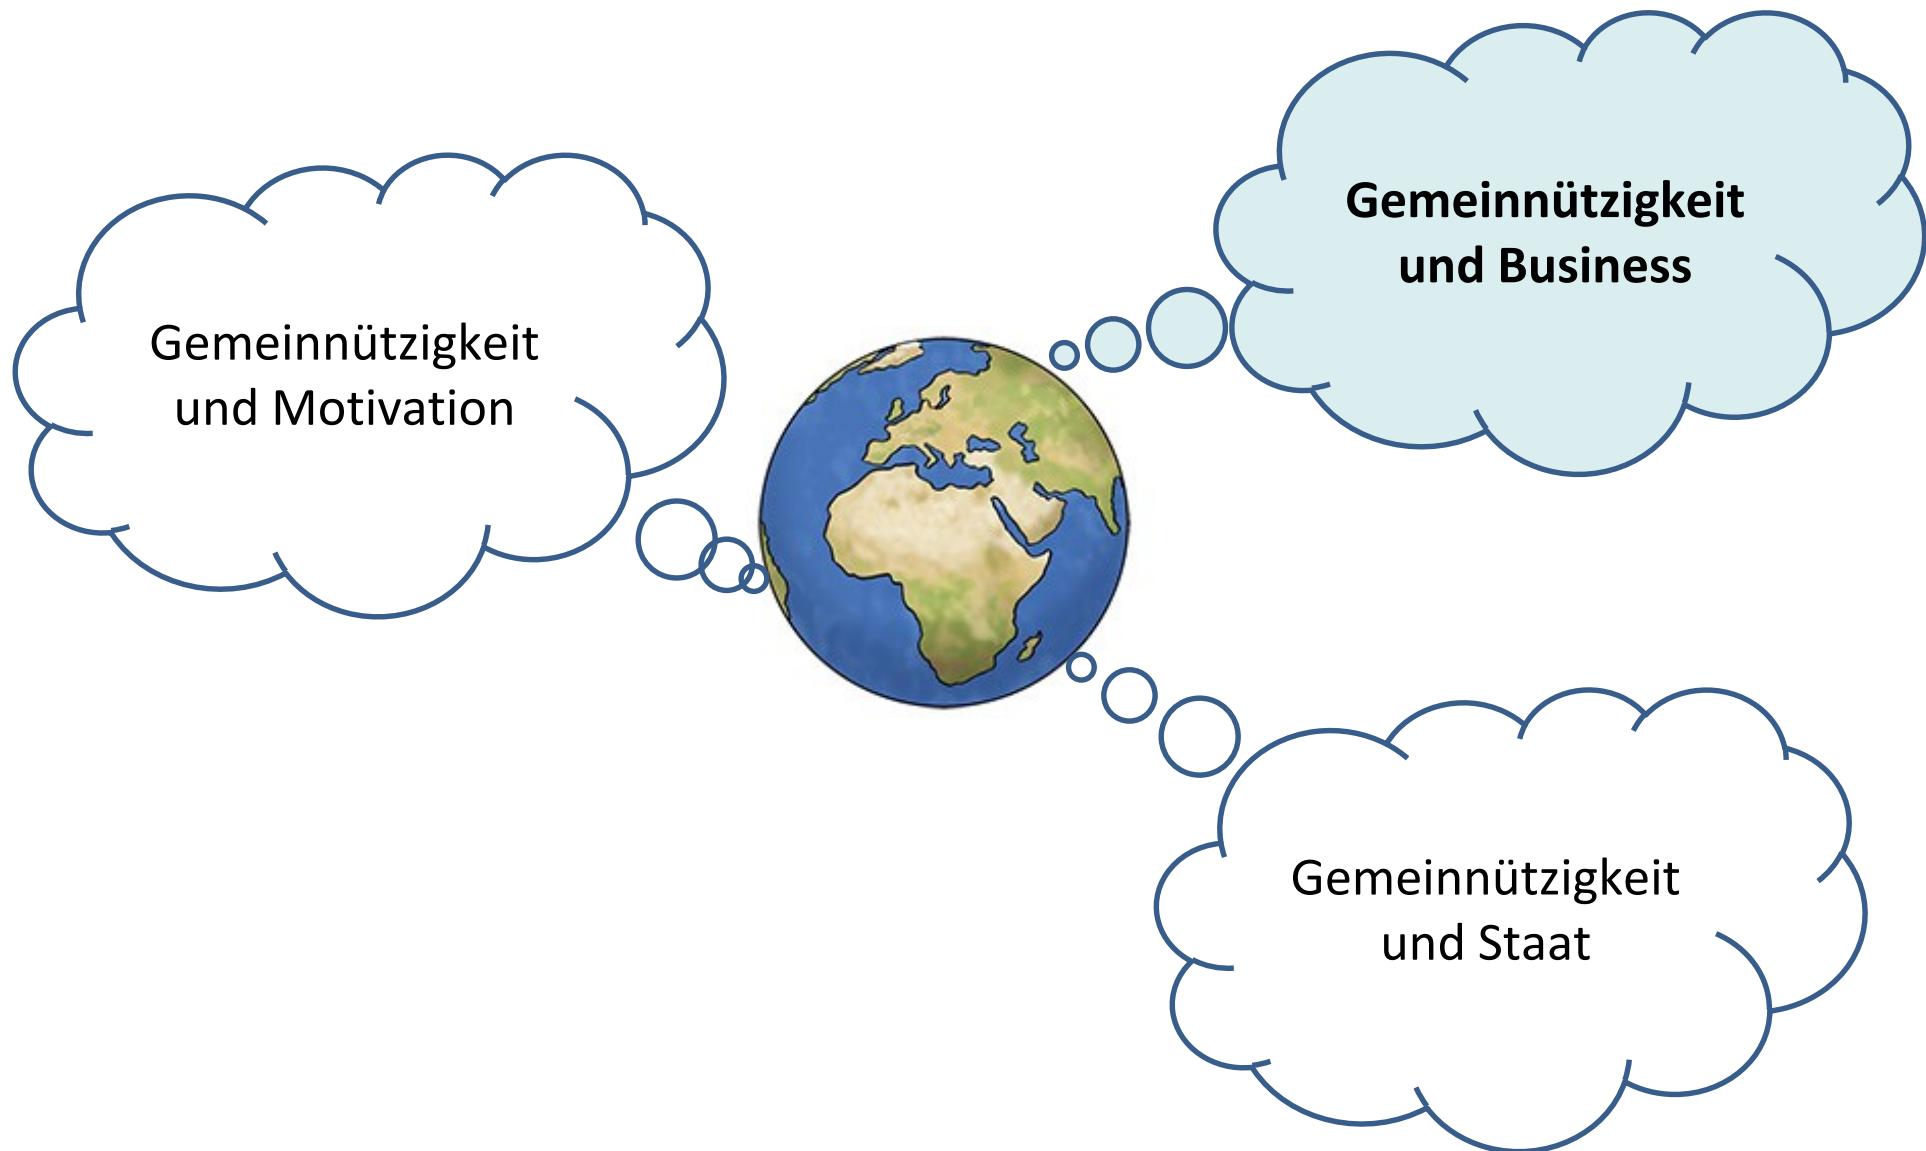 Gemeinnützigkeit
und Business
Gemeinnützigkeit
und Motivation
Gemeinnützigkeit
und Staat